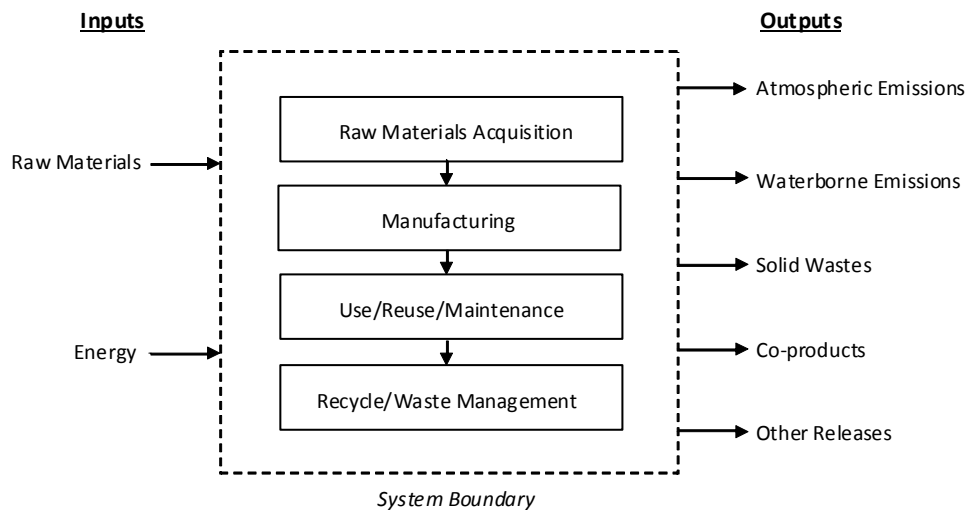 Inputs
Outputs
Raw Materials
Energy
Raw Materials Acquisition
Manufacturing
Use/Reuse/Maintenance
Recycle/Waste Management
System Boundary
Atmospheric Emissions
Waterborne Emissions
Solid Wastes
Co-products
Other Releases